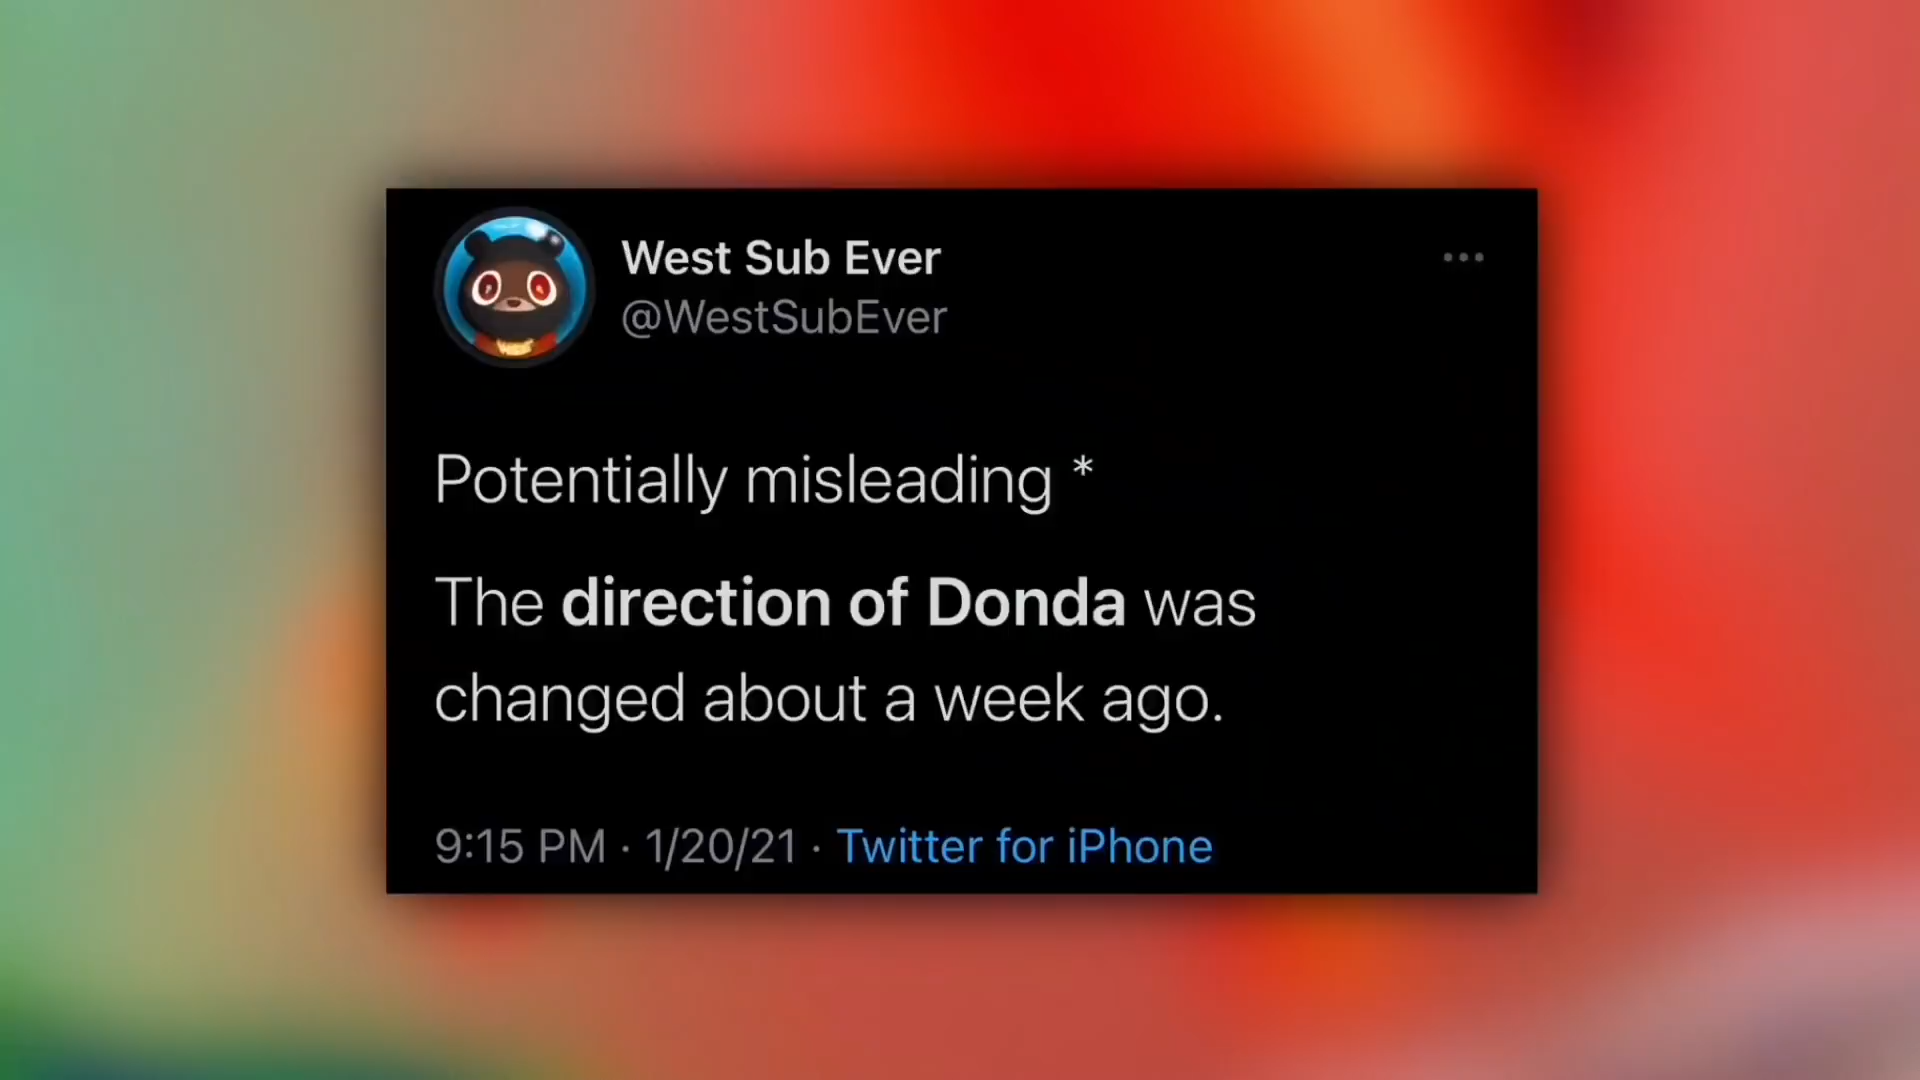 West Sub Ever
@WestSubEver
Potentially misleading *
The direction of Donda was
changed about a week ago.
9:15 PM · 1/20/21 · Twitter for iPhone